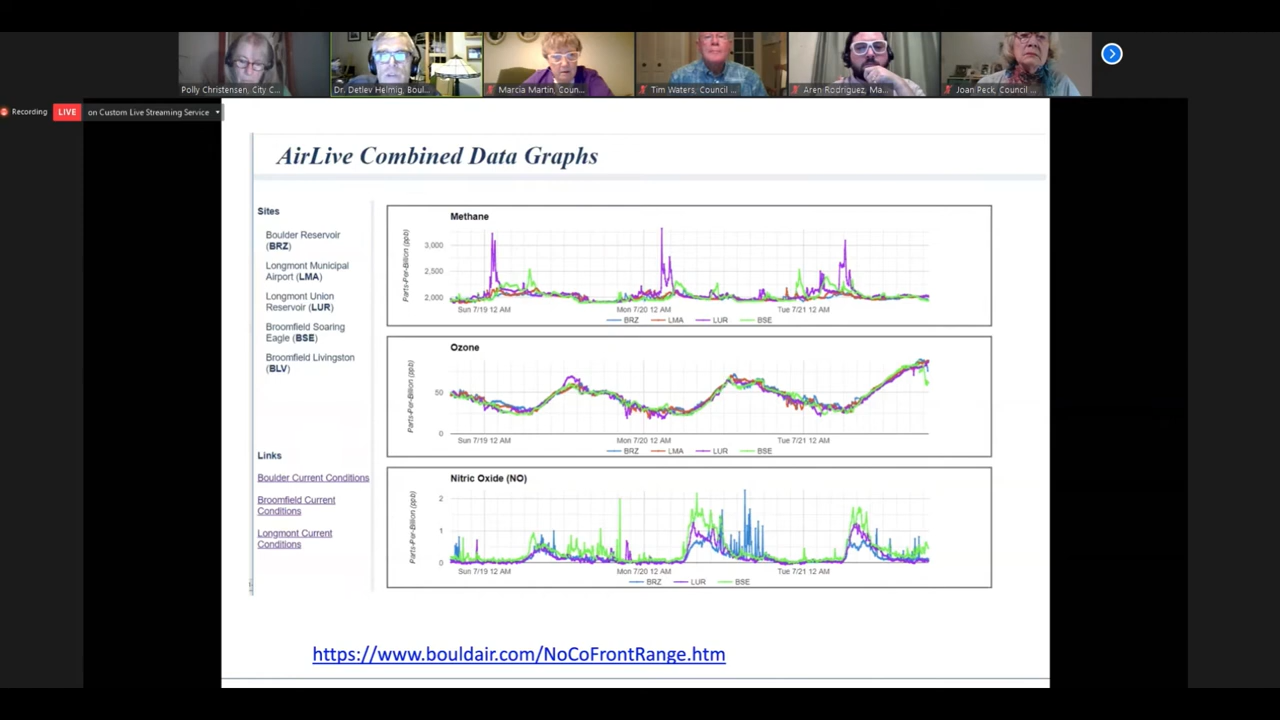 Polly Christensen, City C...
Dr. Detlev Helmig, Boul...
Marcia Martin, Coun...
Tim Waters, Council ...
Aren Rodriguez, Ma...
Joan Peck, Council ...
Recording
LIVE
on Custom Live Streaming Service
AirLive Combined Data Graphs
Sites
Boulder Reservoir
(BRZ)
Longmont Municipal
Airport (LMA)
Longmont Union
Reservoir (LUR)
Broomfield Soaring
Eagle (BSE)
Broomfield Livingston
(BLV)
Links
Boulder Current Conditions
Broomfield Current
Conditions
Longmont Current
Conditions
Methane
Parts-Per-Billion (ppb)
3,000
2,500
2,000
Sun 7/19 12 AM
Mon 7/20 12 AM
Tue 7/21 12 AM
BRZ LMA LUR BSE
Ozone
Parts-Per-Billion (ppb)
50
0
Sun 7/19 12 AM
Mon 7/20 12 AM
Tue 7/21 12 AM
BRZ LMA LUR BSE
Nitric Oxide (NO)
Parts-Per-Billion (ppb)
2
1
0
Sun 7/19 12 AM
Mon 7/20 12 AM
Tue 7/21 12 AM
BRZ LUR BSE
https://www.bouldair.com/NoCoFrontRange.htm